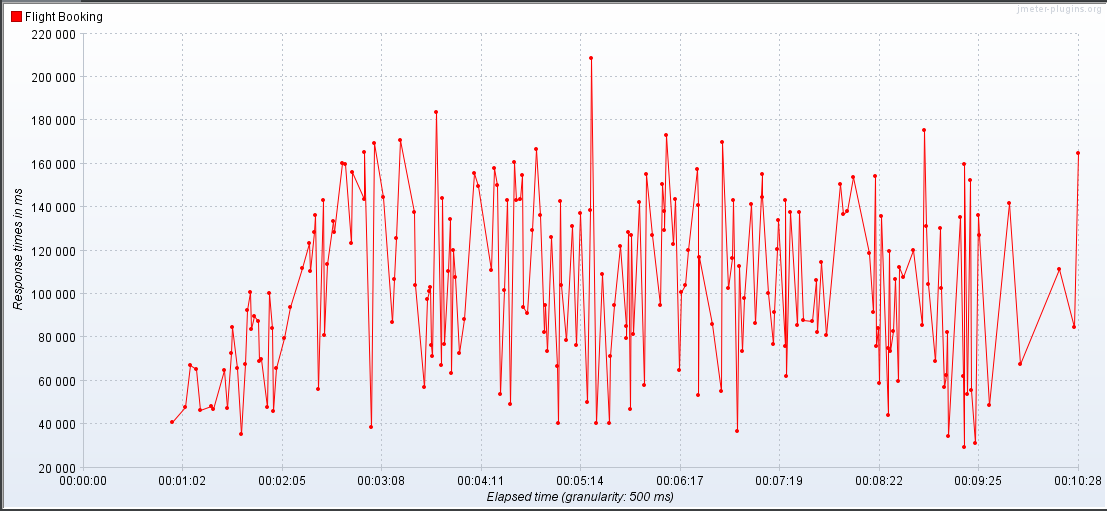 jmeter-plugins.org
Flight Booking
220 000
200 000
180 000
160 000
140 000
120 000
100 000
80 000
60 000
40 000
20 000
Response times in ms
00:00:00 00:01:02 00:02:05 00:03:08 00:04:11 00:05:14 00:06:17 00:07:19 00:08:22 00:09:25 00:10:28
Elapsed time (granularity: 500 ms)